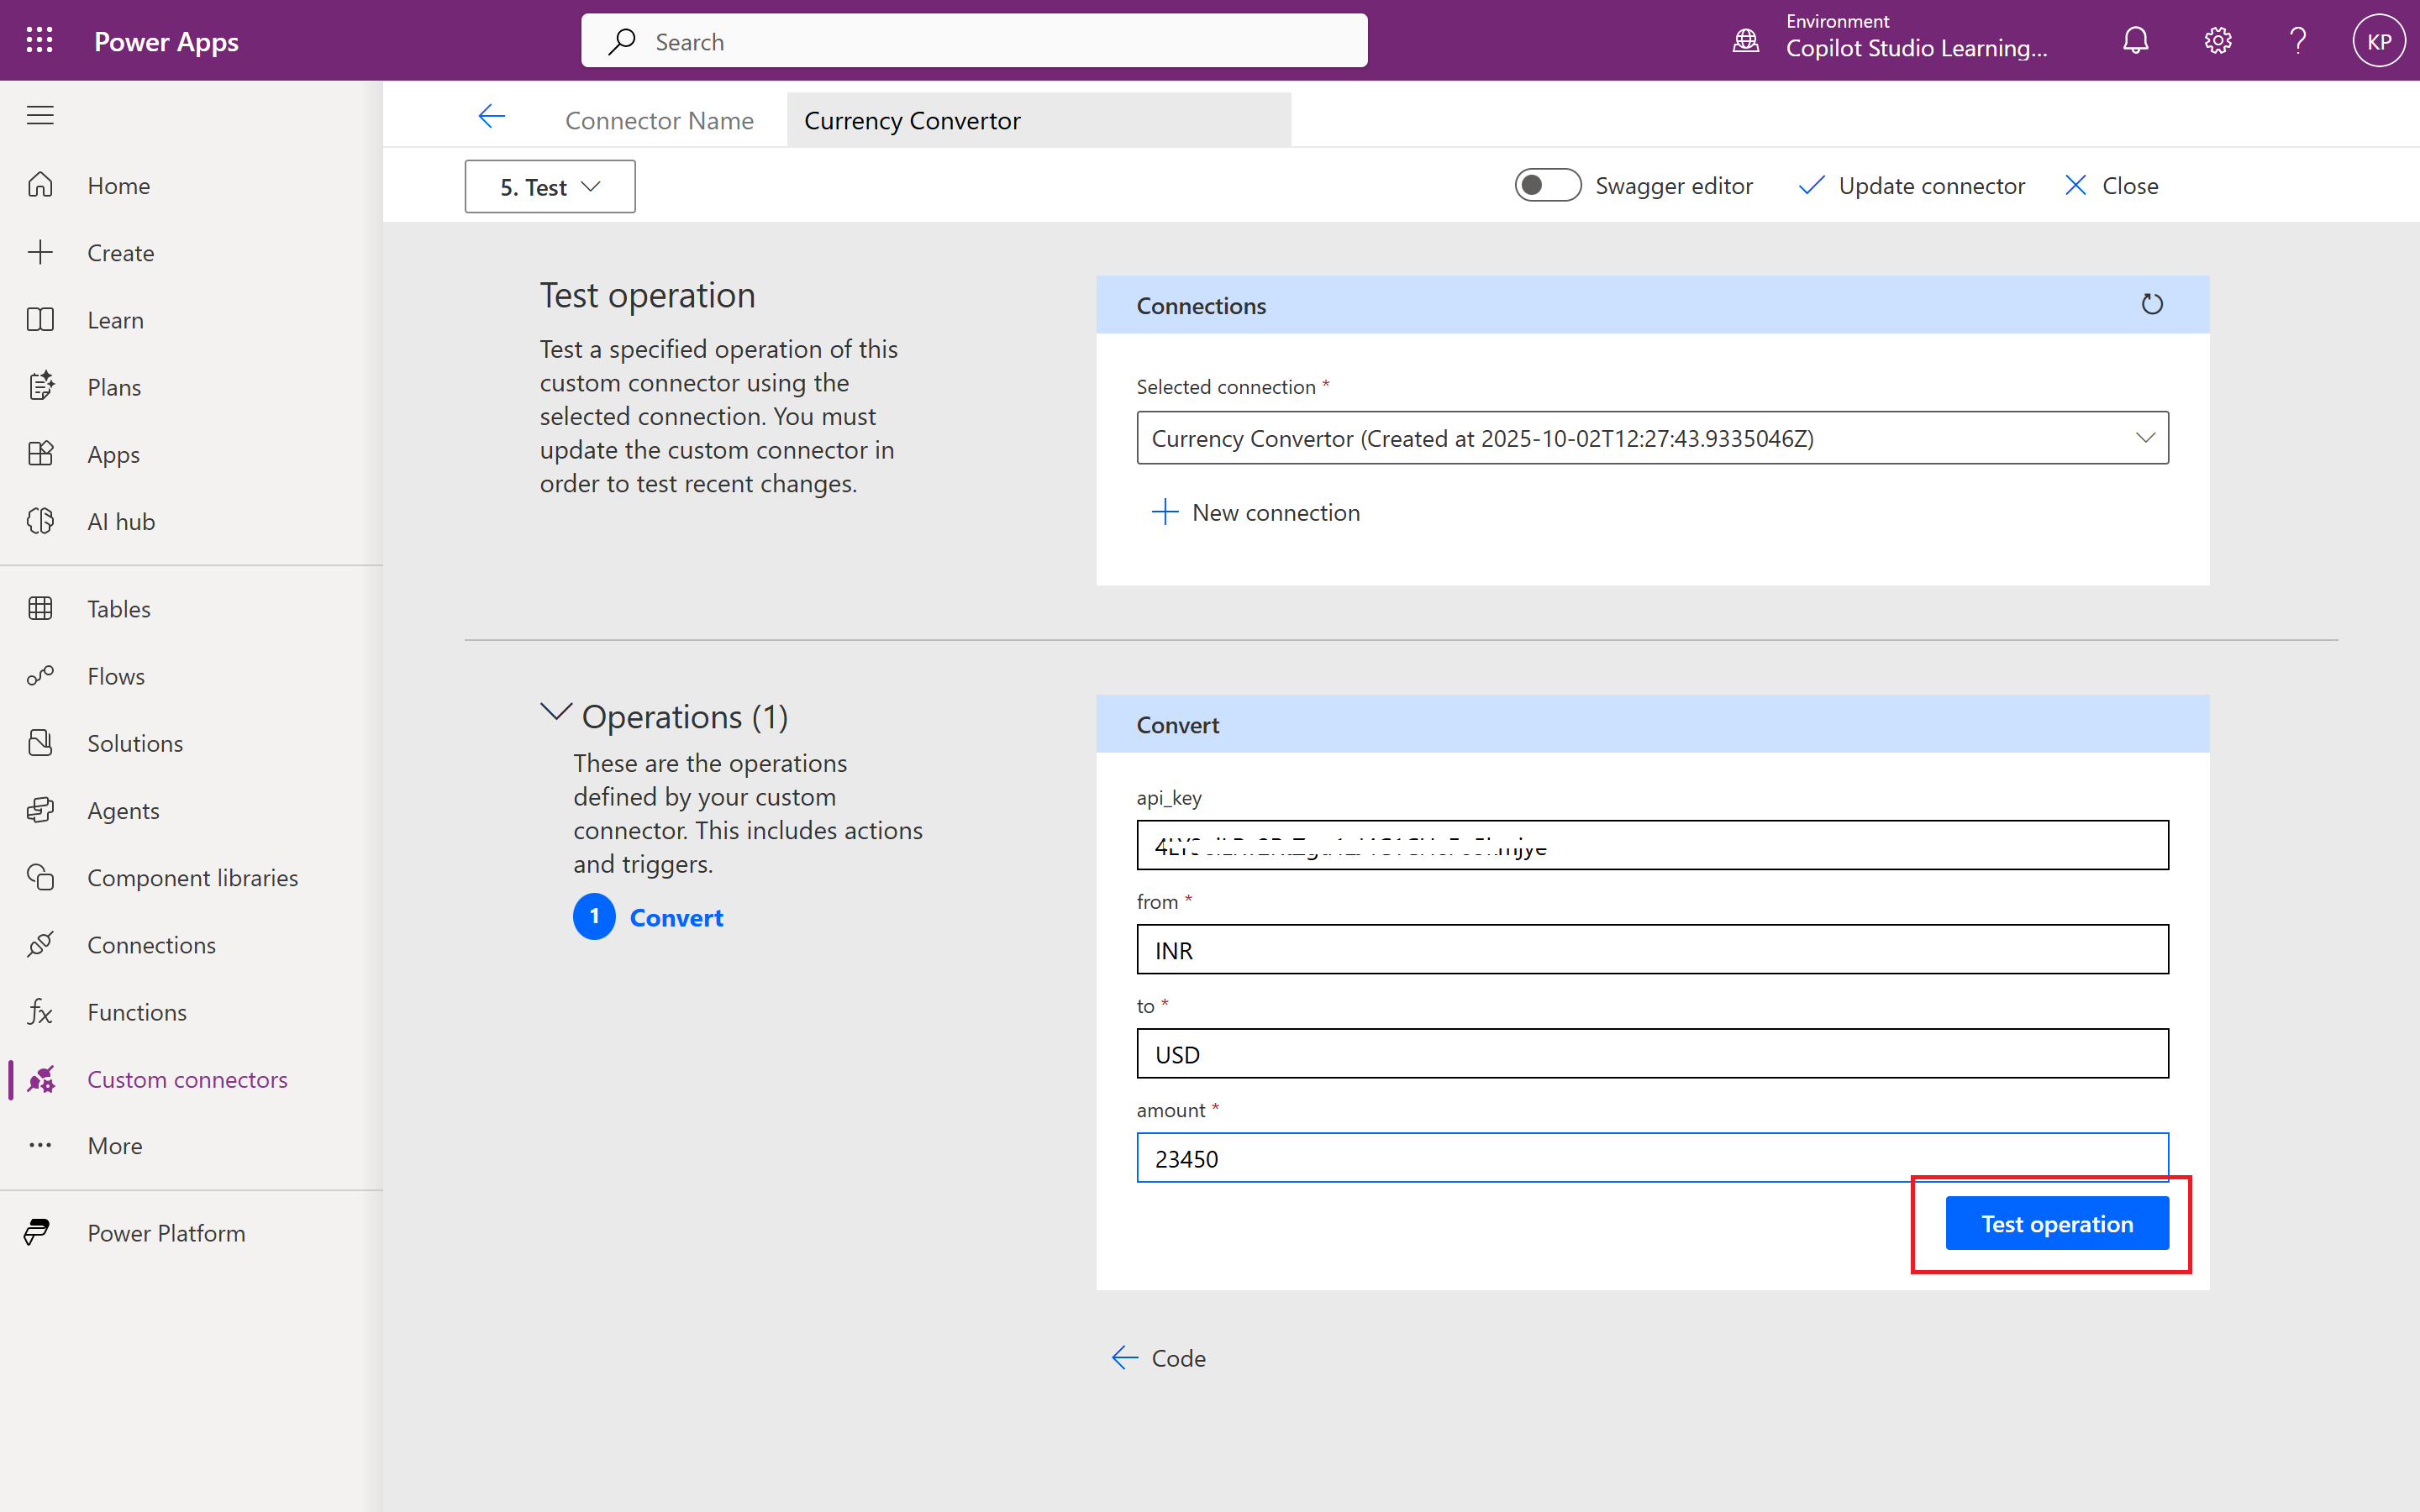 Power Apps
Search
Environment
Copilot Studio Learning...
KP
Connector Name
Currency Convertor
5. Test
Swagger editor
Update connector
Close
Home
Create
Learn
Plans
Apps
AI hub
Tables
Flows
Solutions
Agents
Component libraries
Connections
Functions
Custom connectors
More
Power Platform
Test operation
Test a specified operation of this
custom connector using the
selected connection. You must
update the custom connector in
order to test recent changes.
Connections
Selected connection *
Currency Convertor (Created at 2025-10-02T12:27:43.9335046Z)
New connection
Operations (1)
These are the operations
defined by your custom
connector. This includes actions
and triggers.
1 Convert
Convert
api_key
from *
INR
to *
USD
amount *
23450
Test operation
Code